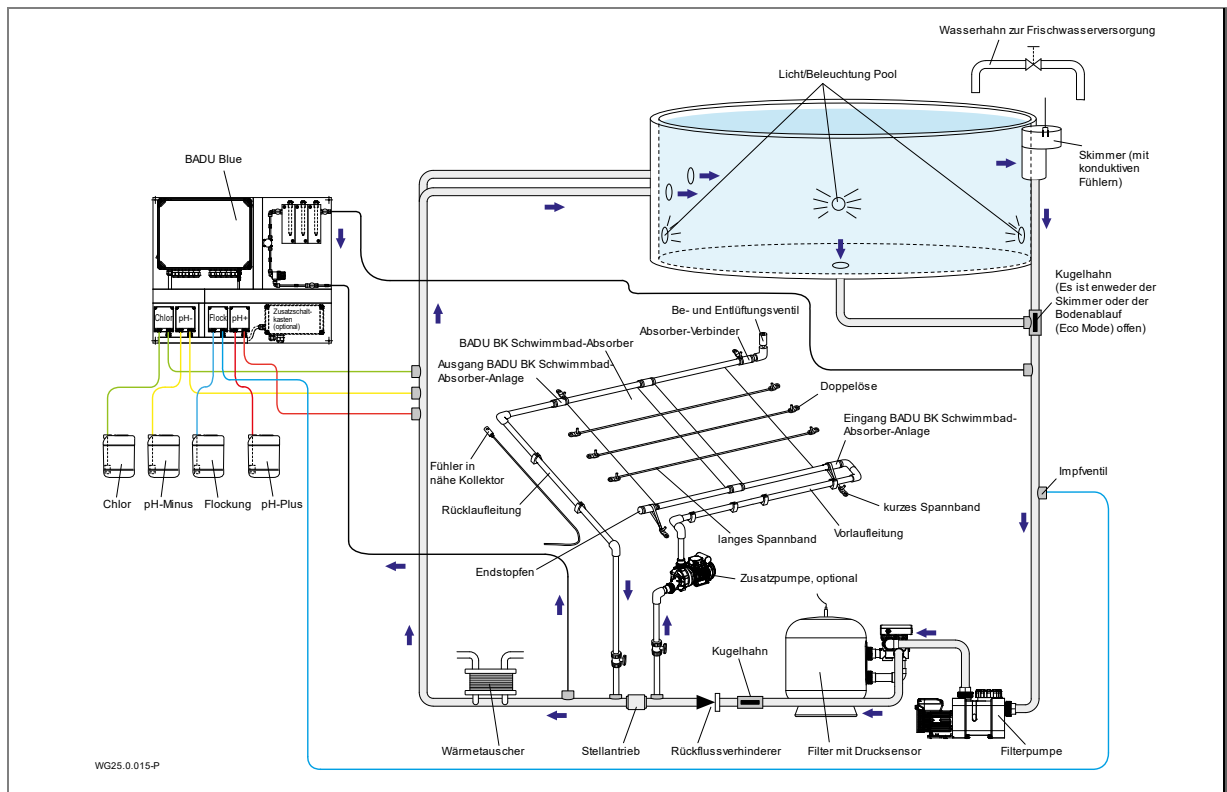 Wasserhahn zur Frischwasserversorgung
Licht/Beleuchtung Pool
BADU Blue
Skimmer (mit
konduktiven
Fühlern)
Kugelhahn
(Es ist enweder der
Skimmer oder der
Bodenablauf
(Eco Mode) offen)
Chlor
pH-
Flock
pH+
Zusatzschalt-
kasten
(optional)
Be- und Entlüftungsventil
Absorber-Verbinder
BADU BK Schwimmbad-Absorber
Ausgang BADU BK Schwimmbad-
Absorber-Anlage
Doppelöse
Eingang BADU BK Schwimmbad-
Absorber-Anlage
Fühler in
nähe Kollektor
Rücklaufleitung
Impfventil
Chlor
pH-Minus
Flockung
pH-Plus
kurzes Spannband
Vorlaufleitung
langes Spannband
Endstopfen
Zusatzpumpe, optional
Kugelhahn
Wärmetauscher
Stellantrieb
Rückflussverhinderer
Filter mit Drucksensor
Filterpumpe
WG25.0.015-P